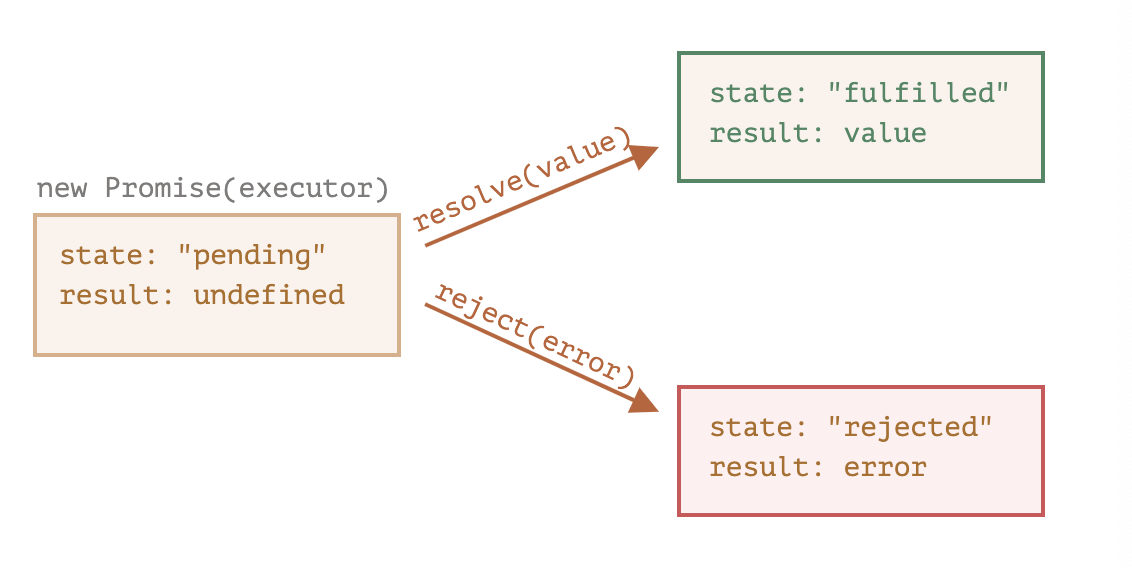 new Promise(executor)
state: "pending"
result: undefined
resolve(value)
state: "fulfilled"
result: value
reject(error)
state: "rejected"
result: error